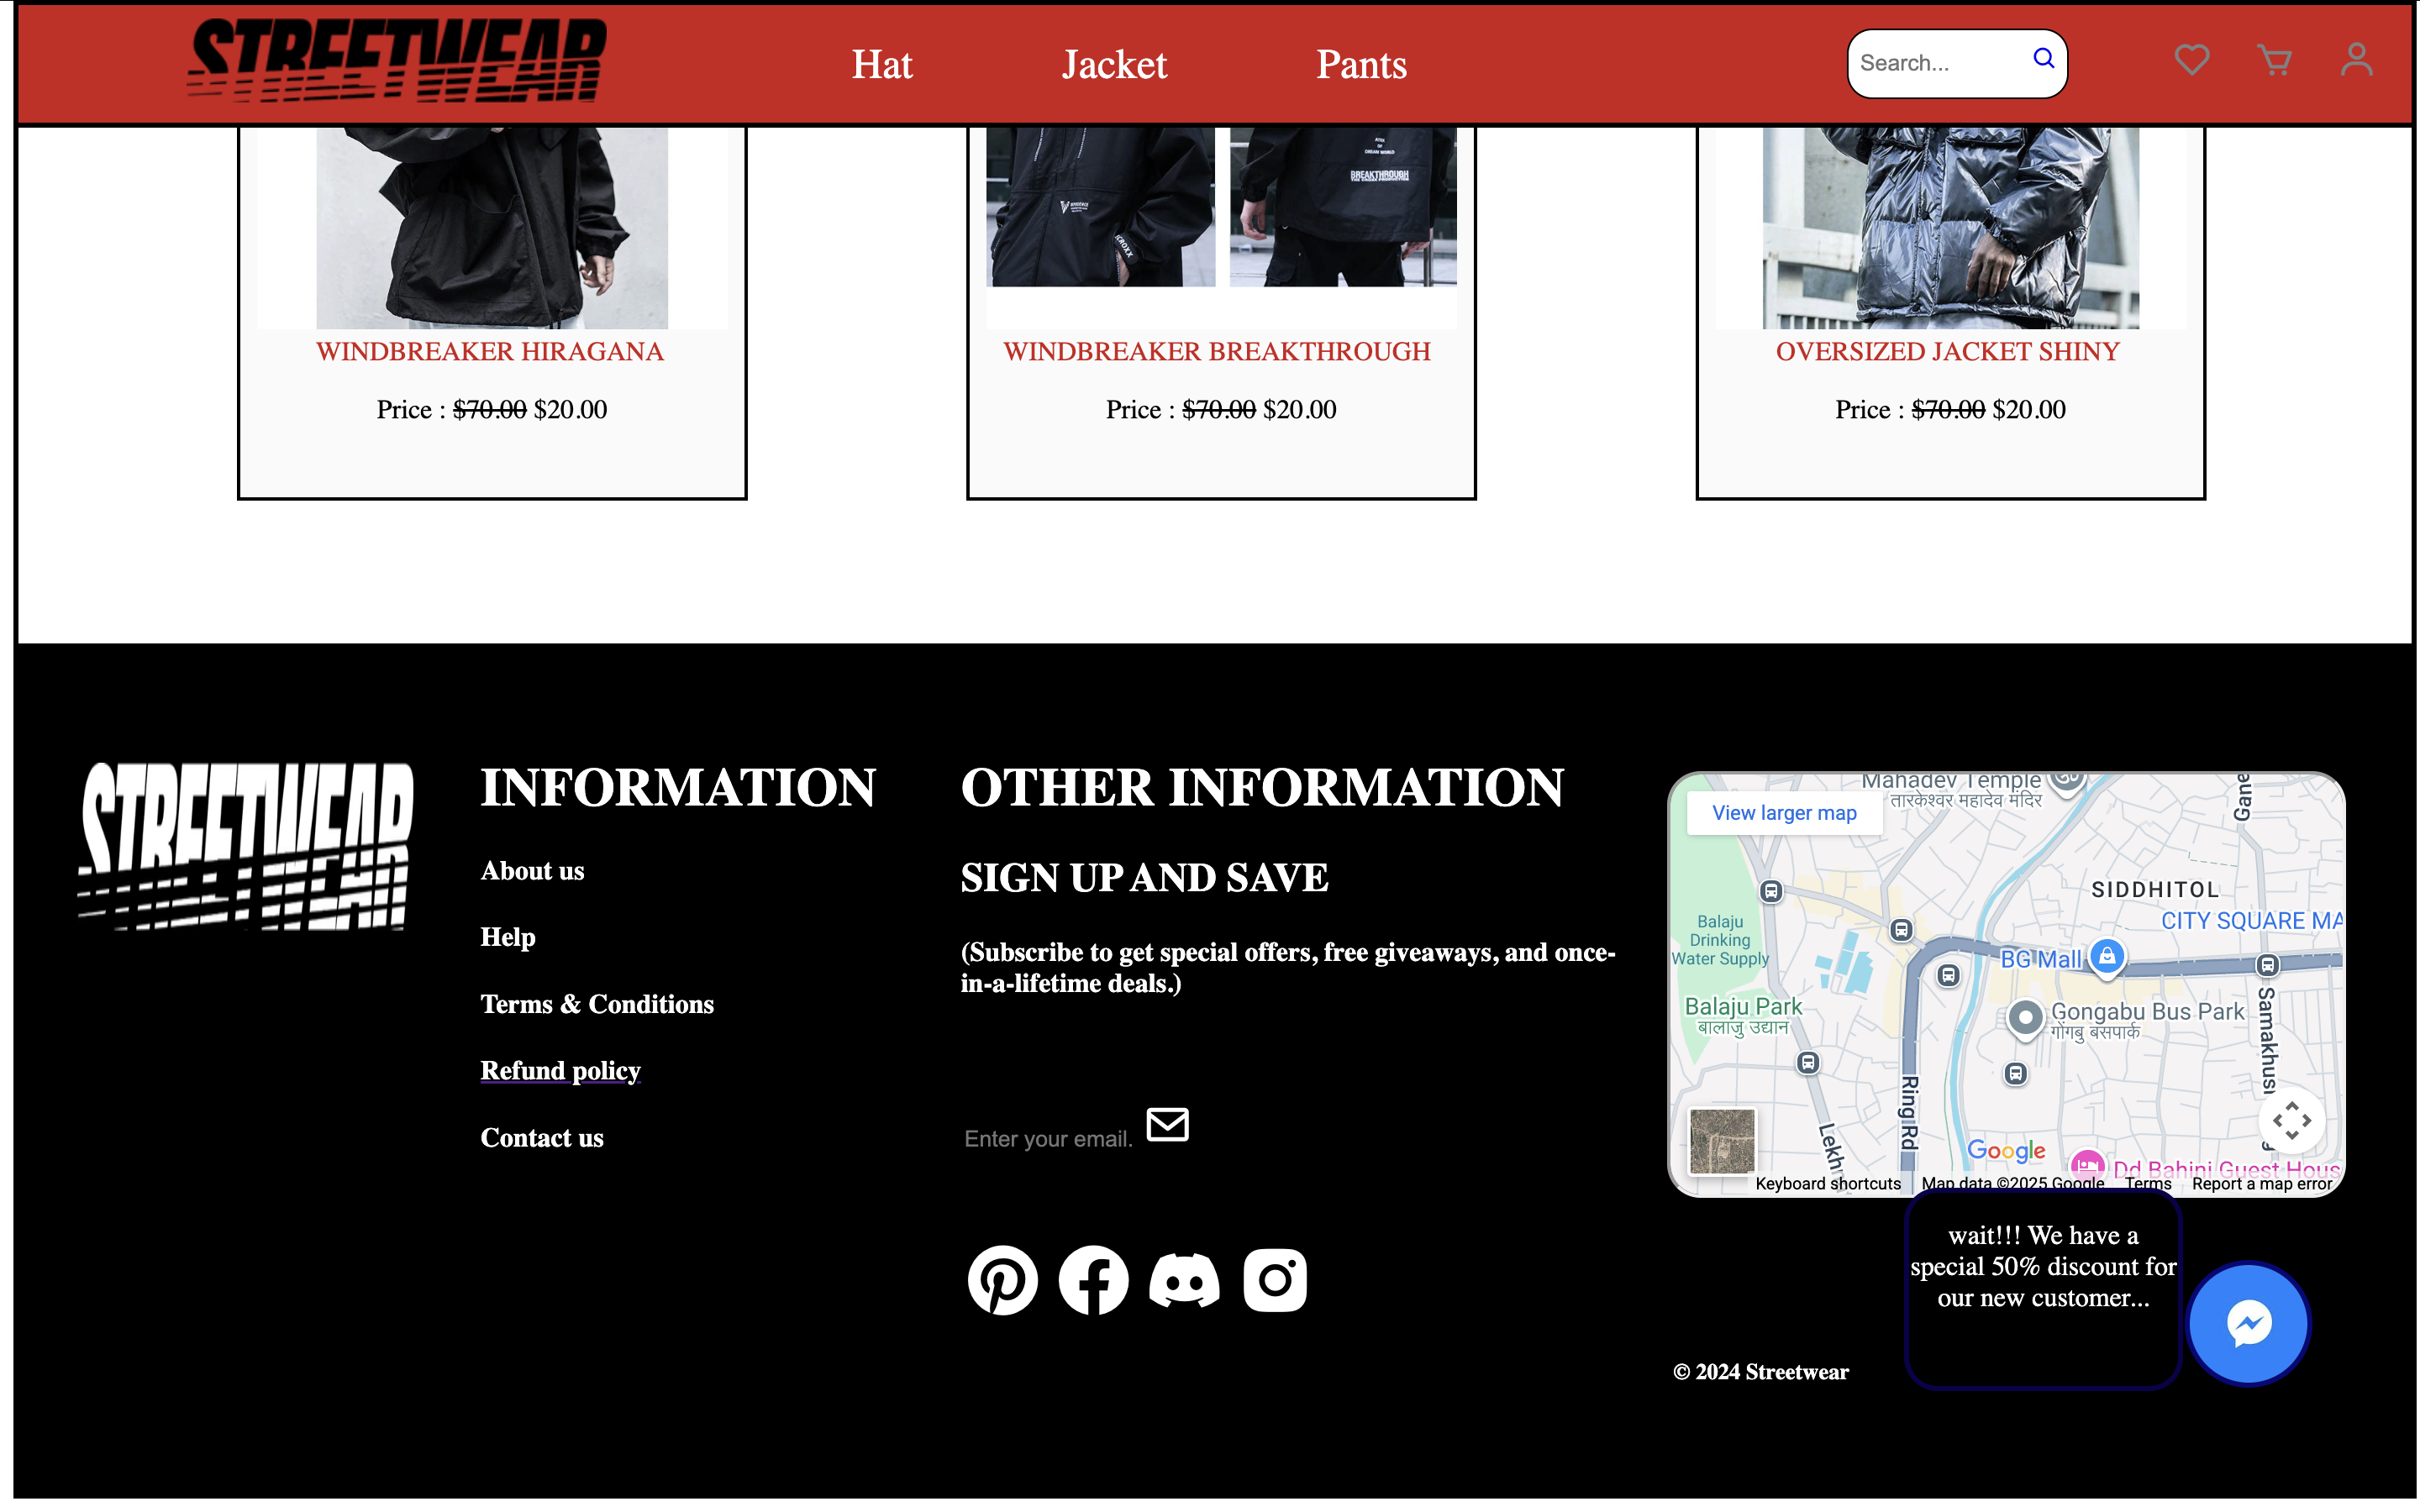 STREETWEAR
Hat
Jacket
Pants
Search...
BREAKTHROUGH
WINDBREAKER HIRAGANA
Price : $70.00 $20.00
WINDBREAKER BREAKTHROUGH
Price : $70.00 $20.00
OVERSIZED JACKET SHINY
Price : $70.00 $20.00
STREETWEAR
INFORMATION
About us
Help
Terms & Conditions
Refund policy
Contact us
OTHER INFORMATION
SIGN UP AND SAVE
(Subscribe to get special offers, free giveaways, and once-
in-a-lifetime deals.)
Enter your email.
Mahadev Temple
तारकेश्वर महादेव मंदिर
View larger map
Gane
SIDDHITOL
CITY SQUARE MA
Balaju
Drinking
Water Supply
BG Mall
Balaju Park
बालाजु उद्यान
Gongabu Bus Park
गोंगबु बसपार्क
Samakhusi
Ring Rd
Lekhn
Google
Dd Bahini Guest Hous
Keyboard shortcuts
Map data ©2025 Google
Terms
Report a map error
wait!!! We have a
special 50% discount for
our new customer...
© 2024 Streetwear